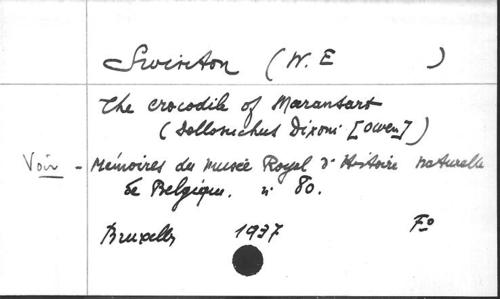 Swinton (W. E )
The crocodile of Maransart
(Dollosuchus Dixoni [Owen])
Voir - Mémoires du Musée Royal d'Histoire Naturelle
de Belgique. n° 80.
Bruxelles 1937 Fo